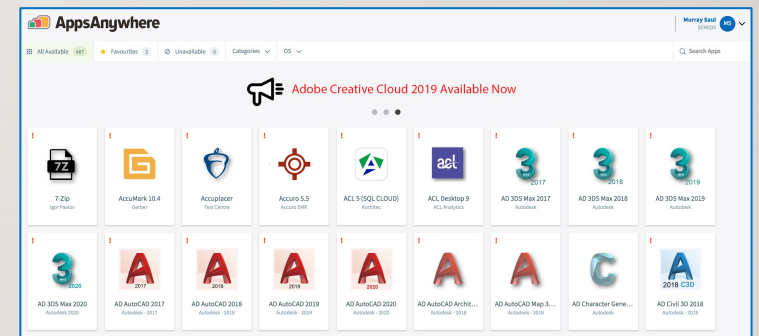 AppsAnywhere
Murray Saul
SENECS
MS
All Available
Favourites 2
Unavailable 0
Categories
OS
Search Apps
Adobe Creative Cloud 2019 Available Now
! ! ! ! ! ! ! ! !
7Z
acl
3 2017
3 2018
3 2019
7-Zip
Igor Pavlov
AccuMark 10.4
Gerber
Accuplacer
Test Centre
Accuro 5.5
Accuro EMR
ACL 5 (SQL CLOUD)
Korbitec
ACL Desktop 9
ACL Analytics
AD 3DS Max 2017
Autodesk
AD 3DS Max 2018
Autodesk
AD 3DS Max 2019
Autodesk
! ! ! ! ! ! ! !
3 2020
A 2017
A 2018
A 2019
A 2020
A
A
C
A 2018 C3D
AD 3DS Max 2020
Autodesk 2020
AD AutoCAD 2017
Autodesk - 2017
AD AutoCAD 2018
Autodesk - 2018
AD AutoCAD 2019
Autodesk - 2019
AD AutoCAD 2020
Autodesk - 2020
AD AutoCAD Archit...
Autodesk - 2018
AD AutoCAD Map 3...
Autodesk - 2018
AD Character Gene...
Autodesk
AD Civil 3D 2018
Autodesk - 2018